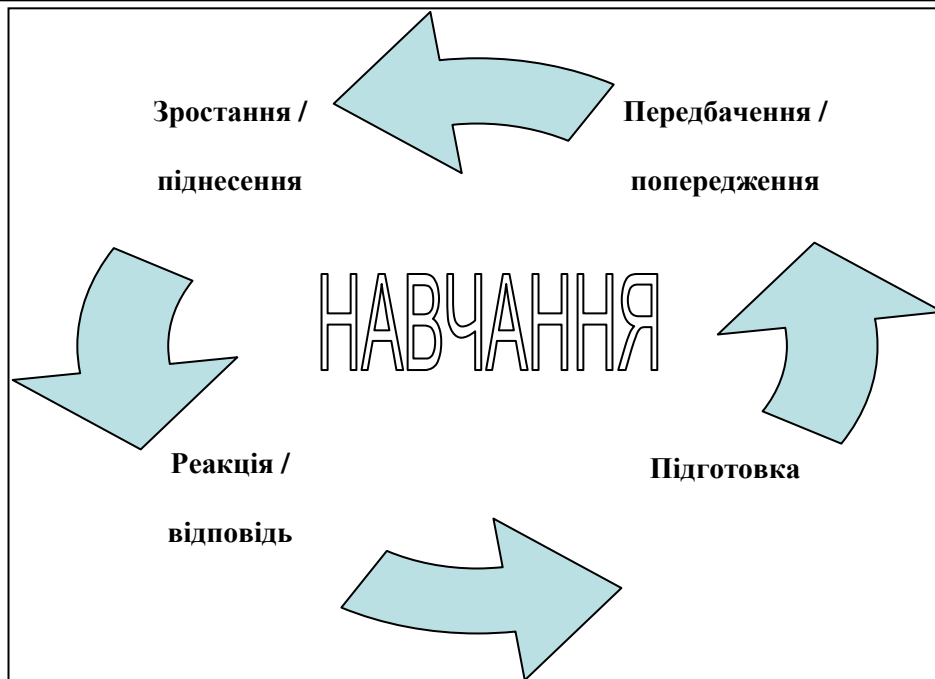 Зростання /
піднесення
Передбачення /
попередження
НАВЧАННЯ
Реакція /
відповідь
Підготовка